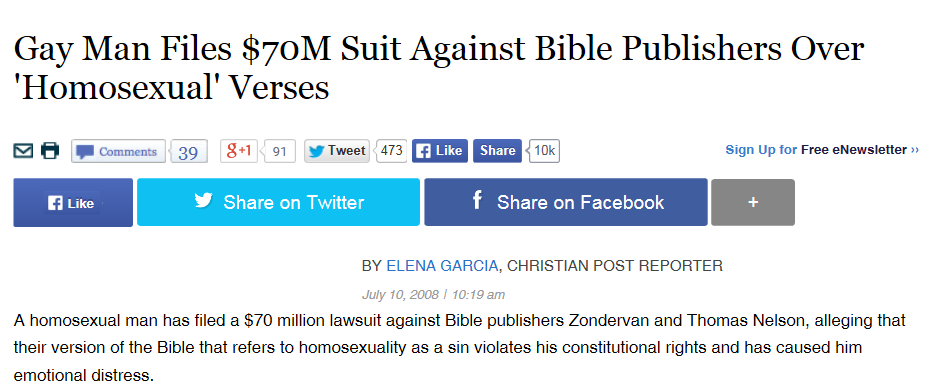 Gay Man Files $70M Suit Against Bible Publishers Over
'Homosexual' Verses
Comments 39 g+1 91 Tweet 473 Like Share 10k Sign Up for Free eNewsletter ››
Like Share on Twitter f Share on Facebook +
BY ELENA GARCIA, CHRISTIAN POST REPORTER
July 10, 2008 | 10:19 am
A homosexual man has filed a $70 million lawsuit against Bible publishers Zondervan and Thomas Nelson, alleging that
their version of the Bible that refers to homosexuality as a sin violates his constitutional rights and has caused him
emotional distress.